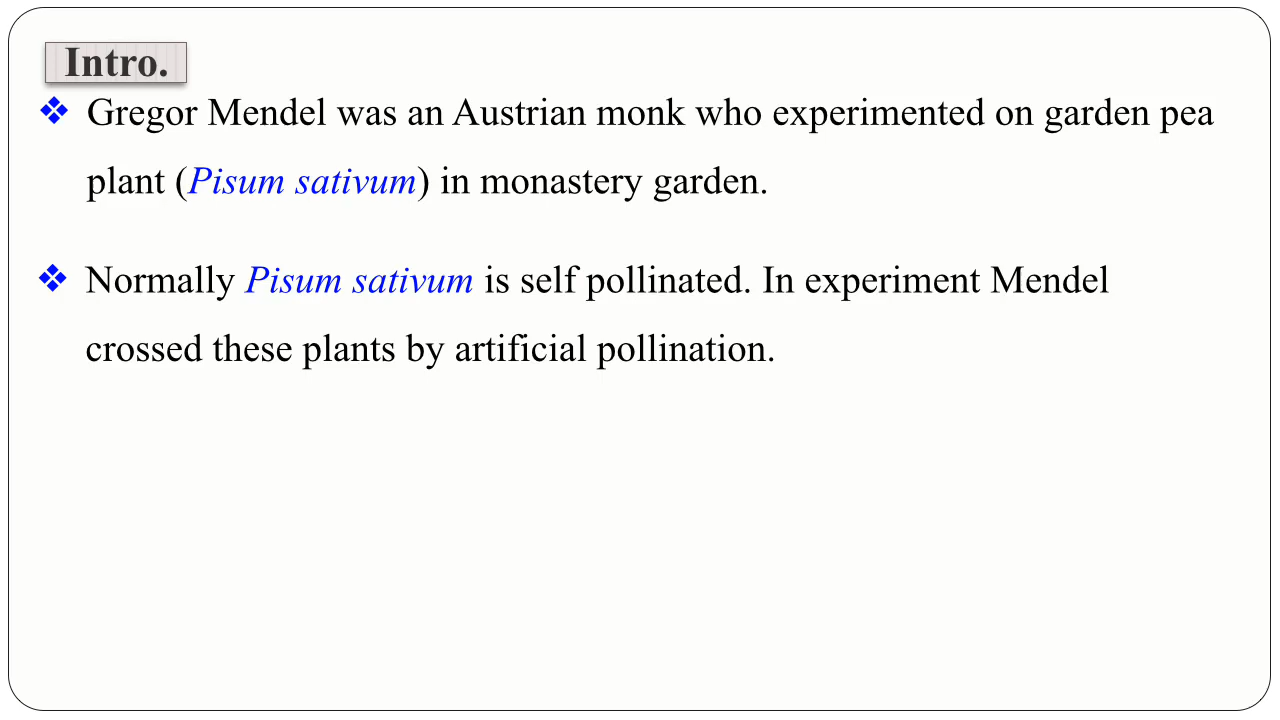 Intro.
❖ Gregor Mendel was an Austrian monk who experimented on garden pea
plant (Pisum sativum) in monastery garden.
❖ Normally Pisum sativum is self pollinated. In experiment Mendel
crossed these plants by artificial pollination.